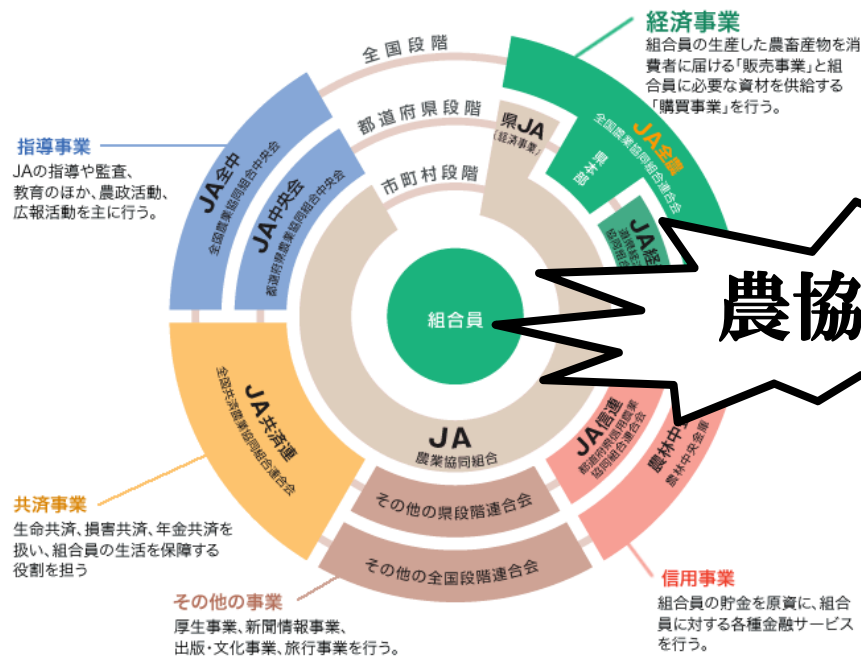 全国段階
都道府県段階
市町村段階
経済事業
組合員の生産した農畜産物を消
費者に届ける「販売事業」と組
合員に必要な資材を供給する
「購買事業」を行う。
指導事業
JAの指導や監査、
教育のほか、農政活動、
広報活動を主に行う。
JA全中
全国農業協同組合中央会
JA中央会
都道府県農業協同組合中央会
県JA
(経済事業)
JA全農
全国農業協同組合連合会
県本部
JA経
道県経
協同組
組合員
農協
JA
農業協同組合
JA共済連
全国共済農業協同組合連合会
JA信連
都道府県信用農業
協同組合連合会
農林中
農林中央金庫
その他の県段階連合会
その他の全国段階連合会
共済事業
生命共済、損害共済、年金共済を
扱い、組合員の生活を保障する
役割を担う
その他の事業
厚生事業、新聞情報事業、
出版・文化事業、旅行事業を行う。
信用事業
組合員の貯金を原資に、組合
員に対する各種金融サービス
を行う。